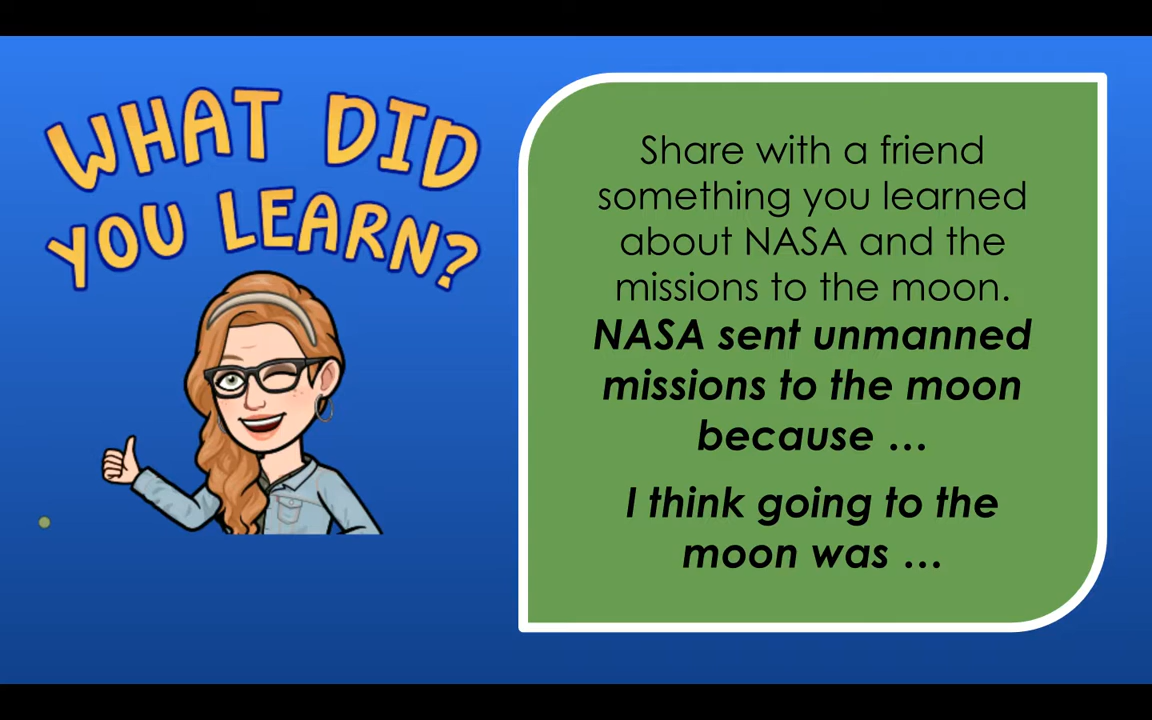 WHAT DID
YOU LEARN?
Share with a friend
something you learned
about NASA and the
missions to the moon.
NASA sent unmanned
missions to the moon
because ...
I think going to the
moon was ...